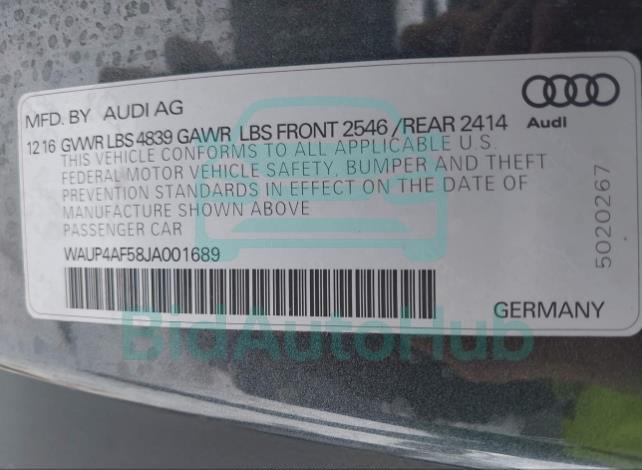 MFD. BY AUDI AG
Audi
12 16 GVWR LBS 4839 GAWR LBS FRONT 2546 / REAR 2414
THIS VEHICLE CONFORMS TO ALL APPLICABLE U.S.
FEDERAL MOTOR VEHICLE SAFETY, BUMPER AND THEFT
PREVENTION STANDARDS IN EFFECT ON THE DATE OF
MANUFACTURE SHOWN ABOVE
PASSENGER CAR
WAUP4AF58JA001689
5020267
GERMANY
BidAutoHub